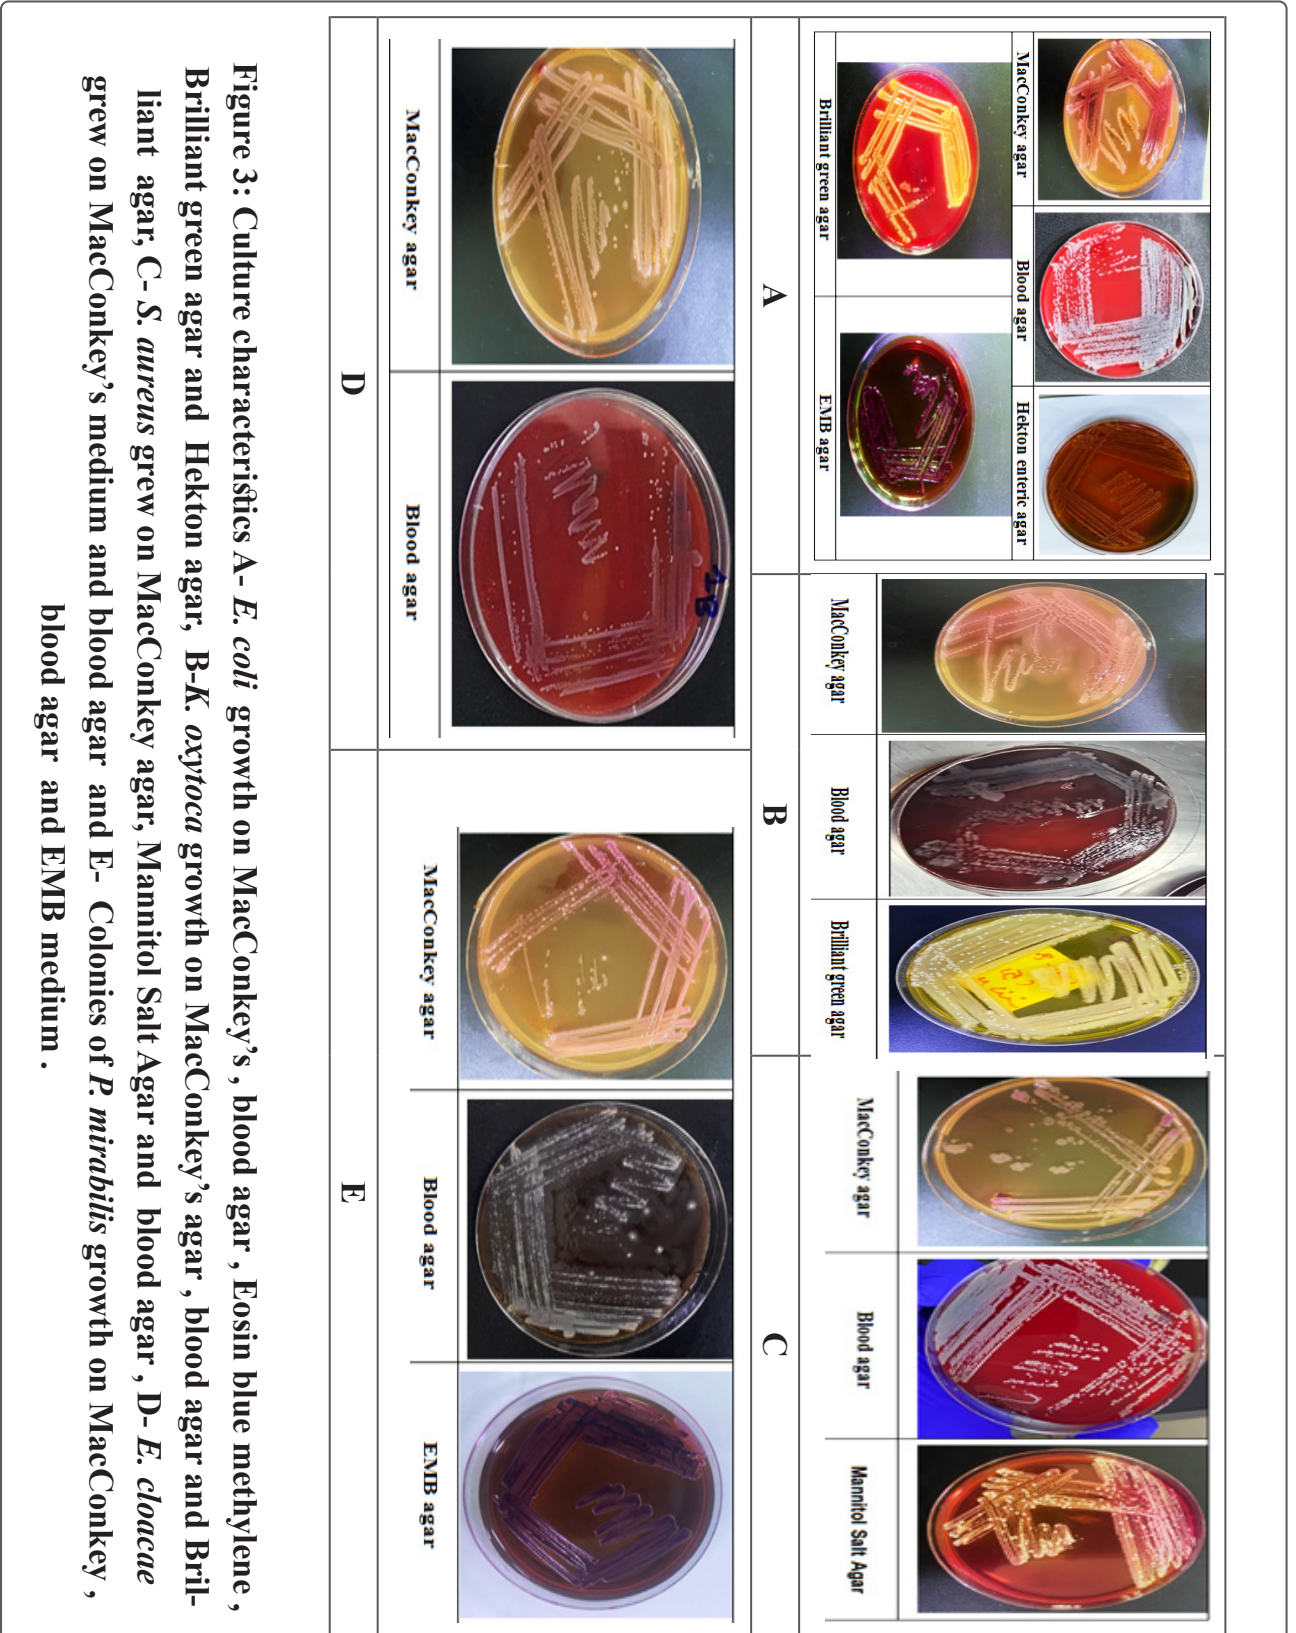 MacConkey agar
Blood agar
Hekton enteric agar
Brilliant green agar
EMB agar
A
MacConkey agar
Blood agar
Brilliant green agar
B
MacConkey agar
Blood agar
Mannitol Salt Agar
C
MacConkey agar
Blood agar
D
MacConkey agar
Blood agar
EMB agar
E
Figure 3: Culture characteristics A- E. coli growth on MacConkey’s , blood agar , Eosin blue methylene ,
Brilliant green agar and Hekton agar, B-K. oxytoca growth on MacConkey’s agar , blood agar and Bril-
liant agar, C- S. aureus grew on MacConkey agar, Mannitol Salt Agar and blood agar , D- E. cloacae
grew on MacConkey’s medium and blood agar and E- Colonies of P. mirabilis growth on MacConkey ,
blood agar and EMB medium .